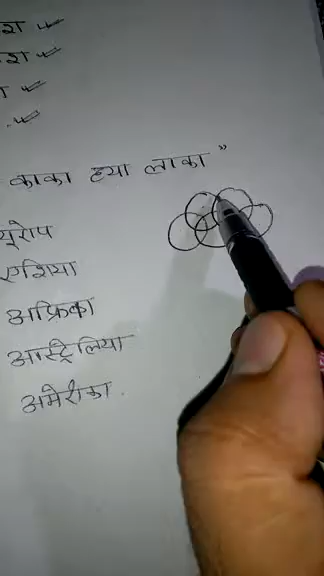 काका हया लाका”
यूरोप
एशिया
अफ्रिका
आस्ट्रेलिया
अमेरीका